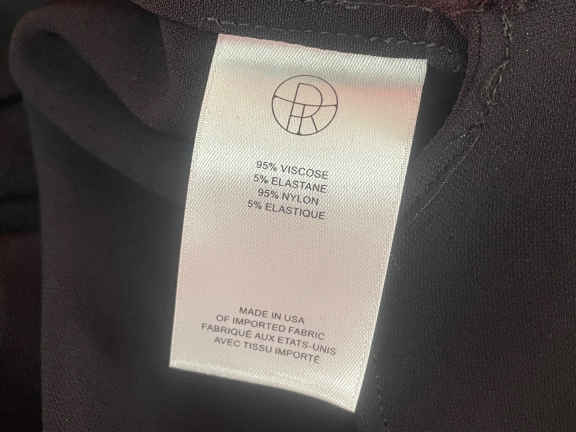 PR
95% VISCOSE
5% ELASTANE
95% NYLON
5% ELASTIQUE
MADE IN USA
OF IMPORTED FABRIC
FABRIQUÉ AUX ETATS-UNIS
AVEC TISSU IMPORTÉ